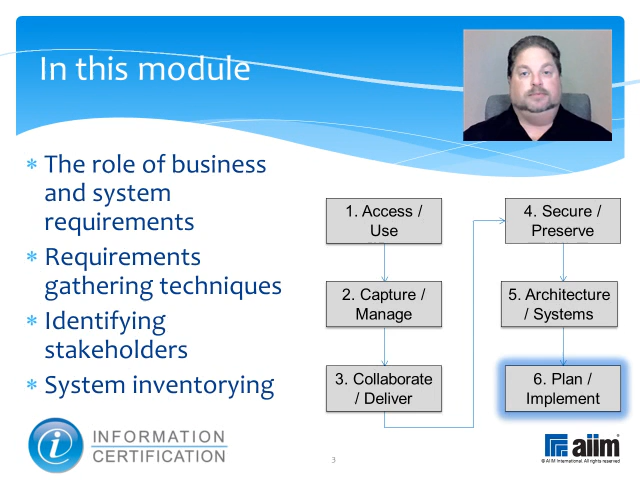 In this module
The role of business
and system
requirements
Requirements
gathering techniques
Identifying
stakeholders
System inventorying
1. Access /
Use
2. Capture /
Manage
3. Collaborate
/ Deliver
4. Secure /
Preserve
5. Architecture
/ Systems
6. Plan /
Implement
i
INFORMATION
CERTIFICATION
3
aiim
© AIIM International. All rights reserved